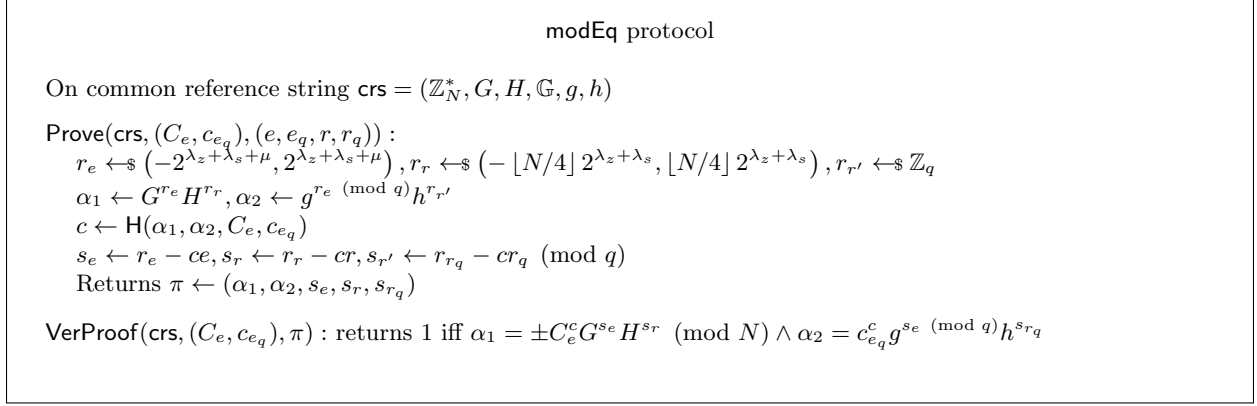 modEq protocol
On common reference string crs = (ℤ*_N, G, H, 𝔾, g, h)
Prove(crs, (C_e, c_{e_q}), (e, e_q, r, r_q)) :
r_e ←$ (−2^{λ_z+λ_s+μ}, 2^{λ_z+λ_s+μ}), r_r ←$ (−⌊N/4⌋ 2^{λ_z+λ_s}, ⌊N/4⌋ 2^{λ_z+λ_s}), r_{r′} ←$ ℤ_q
α_1 ← G^{r_e} H^{r_r}, α_2 ← g^{r_e (mod q)} h^{r_{r′}}
c ← H(α_1, α_2, C_e, c_{e_q})
s_e ← r_e − ce, s_r ← r_r − cr, s_{r′} ← r_{r_q} − cr_q (mod q)
Returns π ← (α_1, α_2, s_e, s_r, s_{r_q})
VerProof(crs, (C_e, c_{e_q}), π) : returns 1 iff α_1 = ±C_e^c G^{s_e} H^{s_r} (mod N) ∧ α_2 = c_{e_q}^c g^{s_e (mod q)} h^{s_{r_q}}